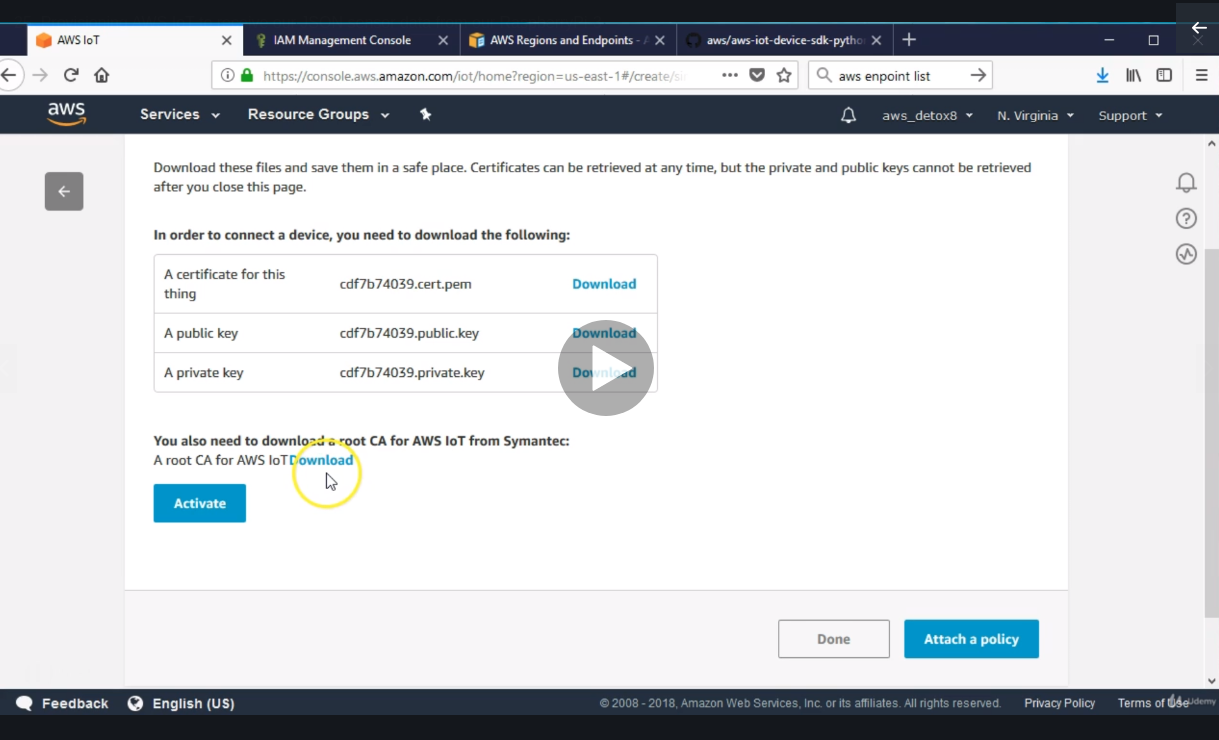 AWS IoT
IAM Management Console
AWS Regions and Endpoints - A
aws/aws-iot-device-sdk-pytho
https://console.aws.amazon.com/iot/home?region=us-east-1#/create/si
aws enpoint list
aws
Services
Resource Groups
aws_detox8
N. Virginia
Support
Download these files and save them in a safe place. Certificates can be retrieved at any time, but the private and public keys cannot be retrieved
after you close this page.
In order to connect a device, you need to download the following:
A certificate for this
thing
cdf7b74039.cert.pem
Download
A public key
cdf7b74039.public.key
Download
A private key
cdf7b74039.private.key
Download
You also need to download a root CA for AWS IoT from Symantec:
A root CA for AWS IoTDownload
Activate
Done
Attach a policy
Feedback
English (US)
© 2008 - 2018, Amazon Web Services, Inc. or its affiliates. All rights reserved.
Privacy Policy
Terms of Use
Udemy